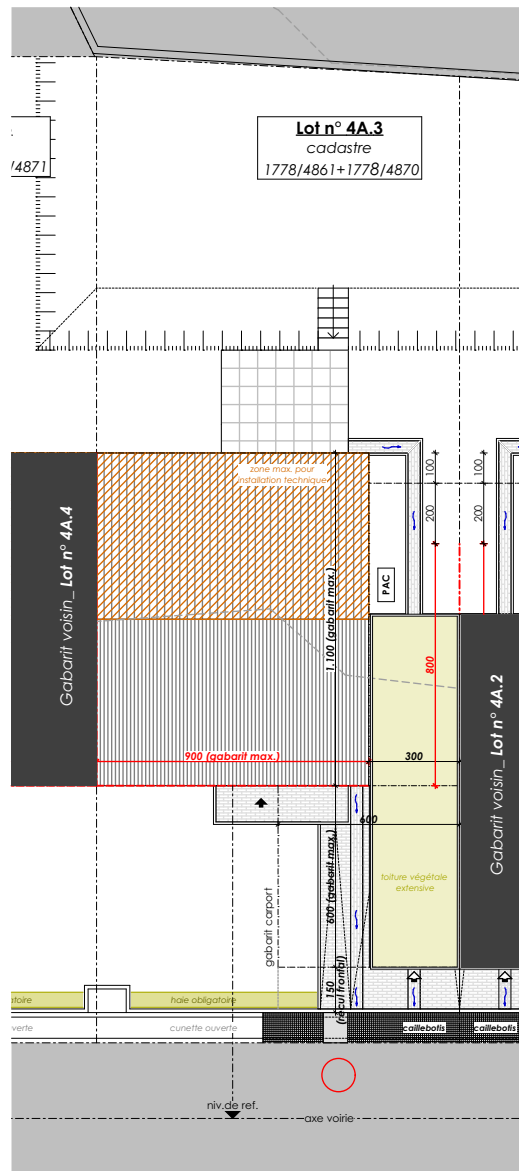 Lot n° 4A.3
cadastre
1778/4861+1778/4870
/4871
zone max. pour
installation technique
100
100
200
200
Gabarit voisin_ Lot n° 4A.4
PAC
1.100 (gabarit max.)
800
900 (gabarit max.)
300
Gabarit voisin_ Lot n° 4A.2
600
toiture végétale
extensive
600 (gabarit max.)
gabarit carport
150
(recul frontal)
atoire
haie obligatoire
verte
cunette ouverte
caillebotis
caillebotis
niv.de ref.
axe voirie